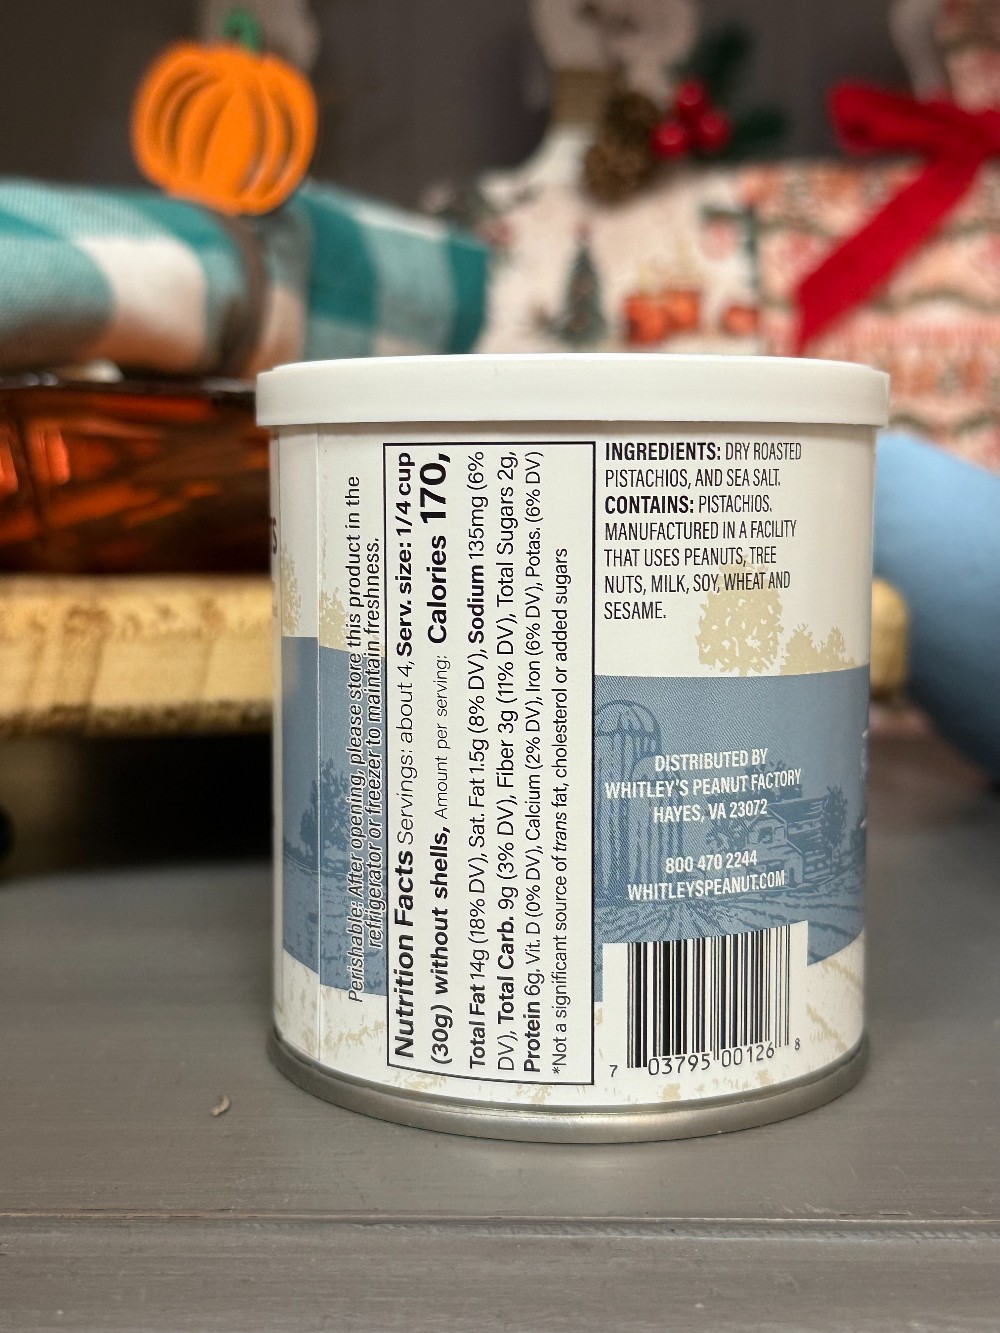 Perishable: After opening, please store this product in the
refrigerator or freezer to maintain freshness.
Nutrition Facts Servings: about 4, Serv. size: 1/4 cup
(30g) without shells, Amount per serving: Calories 170,
Total Fat 14g (18% DV), Sat. Fat 1.5g (8% DV), Sodium 135mg (6%
DV), Total Carb. 9g (3% DV), Fiber 3g (11% DV), Total Sugars 2g,
Protein 6g, Vit. D (0% DV), Calcium (2% DV), Iron (6% DV), Potas. (6% DV)
*Not a significant source of trans fat, cholesterol or added sugars
INGREDIENTS: DRY ROASTED
PISTACHIOS, AND SEA SALT.
CONTAINS: PISTACHIOS.
MANUFACTURED IN A FACILITY
THAT USES PEANUTS, TREE
NUTS, MILK, SOY, WHEAT AND
SESAME.
DISTRIBUTED BY
WHITLEY'S PEANUT FACTORY
HAYES, VA 23072
800 470 2244
WHITLEYSPEANUT.COM
7 03795 00126 8